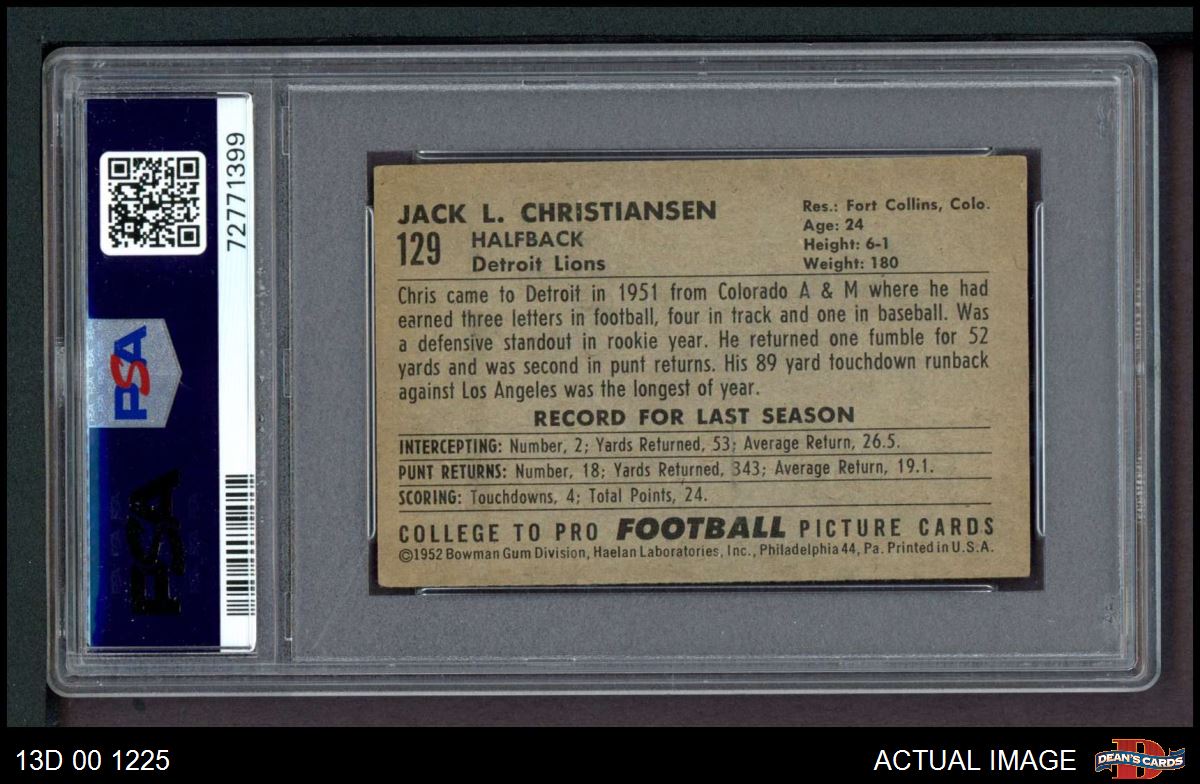 72771399
PSA
PSA
JACK L. CHRISTIANSEN
129 HALFBACK
Detroit Lions
Res.: Fort Collins, Colo.
Age: 24
Height: 6-1
Weight: 180
Chris came to Detroit in 1951 from Colorado A & M where he had
earned three letters in football, four in track and one in baseball. Was
a defensive standout in rookie year. He returned one fumble for 52
yards and was second in punt returns. His 89 yard touchdown runback
against Los Angeles was the longest of year.
RECORD FOR LAST SEASON
INTERCEPTING: Number, 2; Yards Returned, 53; Average Return, 26.5.
PUNT RETURNS: Number, 18; Yards Returned, 343; Average Return, 19.1.
SCORING: Touchdowns, 4; Total Points, 24.
COLLEGE TO PRO FOOTBALL PICTURE CARDS
©1952 Bowman Gum Division, Haelan Laboratories, Inc., Philadelphia 44, Pa. Printed in U.S.A.
13D 00 1225
ACTUAL IMAGE
D
DEAN'S CARDS